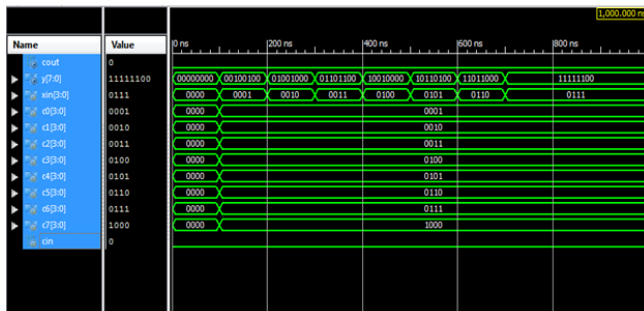 1,000.000 ns
Name Value 0 ns 200 ns 400 ns 600 ns 800 ns
cout 0
y[7:0] 11111100 00000000 00100100 01001000 01101100 10010000 10110100 11011000 11111100
xin[3:0] 0111 0000 0001 0010 0011 0100 0101 0110 0111
c0[3:0] 0001 0000 0001
c1[3:0] 0010 0000 0010
c2[3:0] 0011 0000 0011
c3[3:0] 0100 0000 0100
c4[3:0] 0101 0000 0101
c5[3:0] 0110 0000 0110
c6[3:0] 0111 0000 0111
c7[3:0] 1000 0000 1000
cin 0